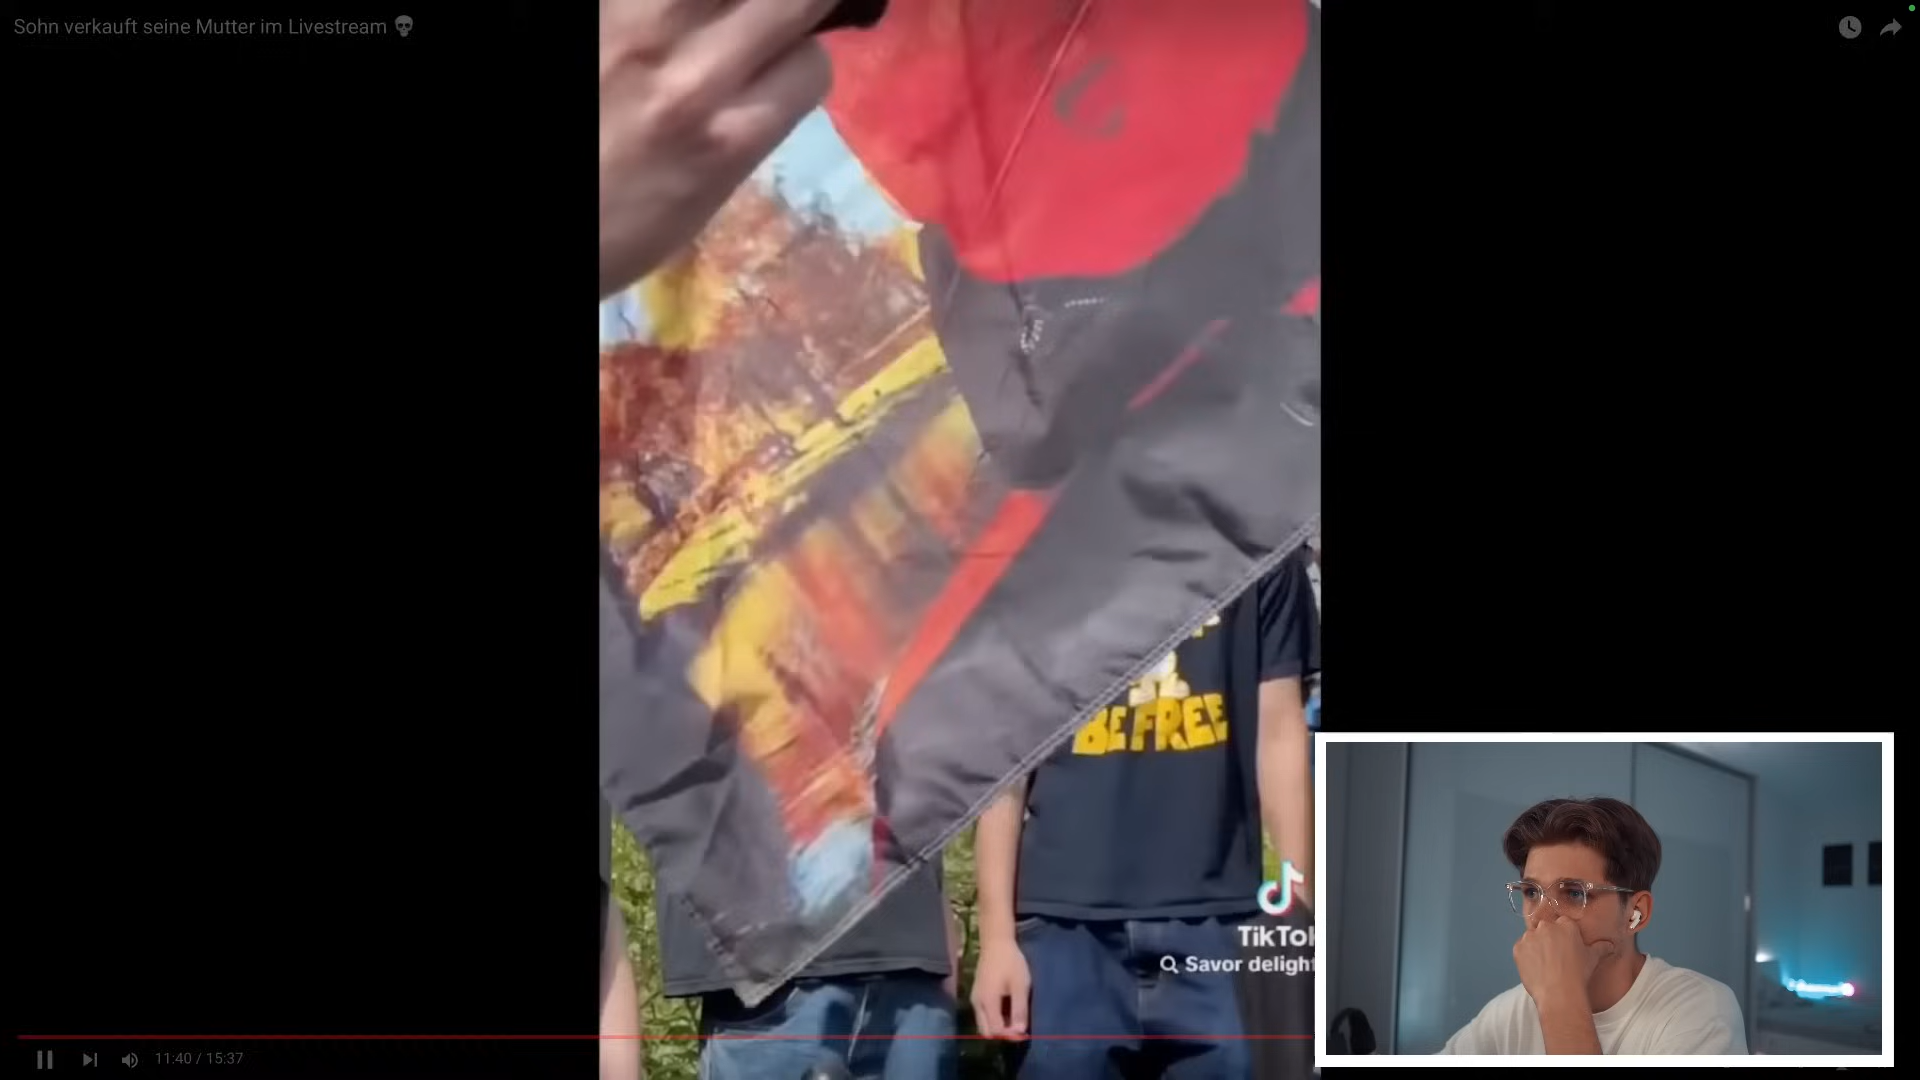 Sohn verkauft seine Mutter im Livestream 💀
BE FREE
TikTok
Savor delight
11:40 / 15:37